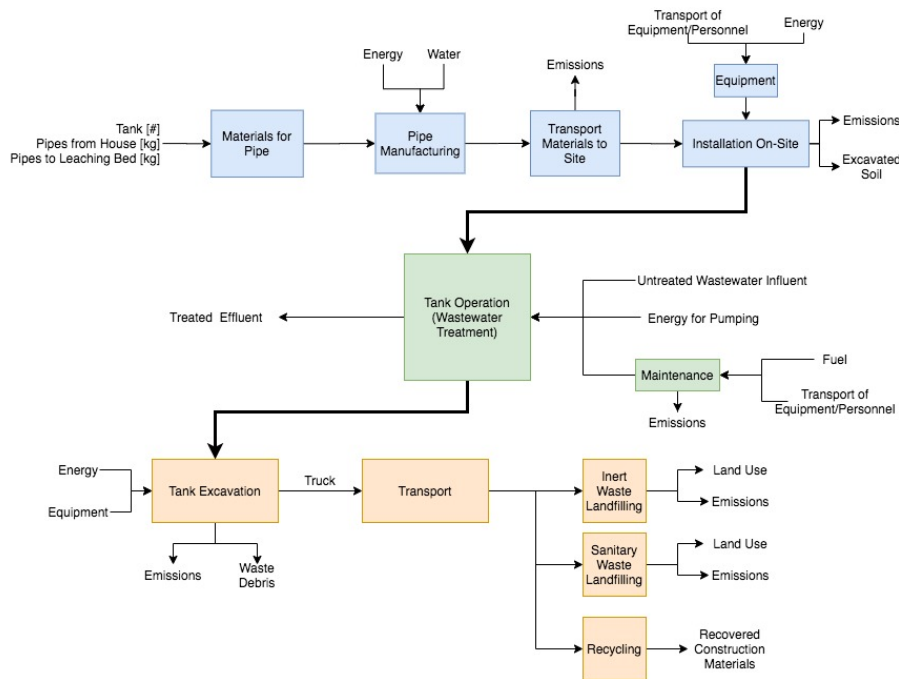 Transport of
Equipment/Personnel
Energy
Energy
Water
Emissions
Equipment
Tank [#]
Pipes from House [kg]
Pipes to Leaching Bed [kg]
Materials for
Pipe
Pipe
Manufacturing
Transport
Materials to
Site
Installation On-Site
Emissions
Excavated
Soil
Treated Effluent
Tank Operation
(Wastewater
Treatment)
Untreated Wastewater Influent
Energy for Pumping
Maintenance
Fuel
Transport of
Equipment/Personnel
Emissions
Energy
Equipment
Tank Excavation
Truck
Transport
Emissions
Waste
Debris
Inert
Waste
Landfilling
Land Use
Emissions
Sanitary
Waste
Landfilling
Land Use
Emissions
Recycling
Recovered
Construction
Materials